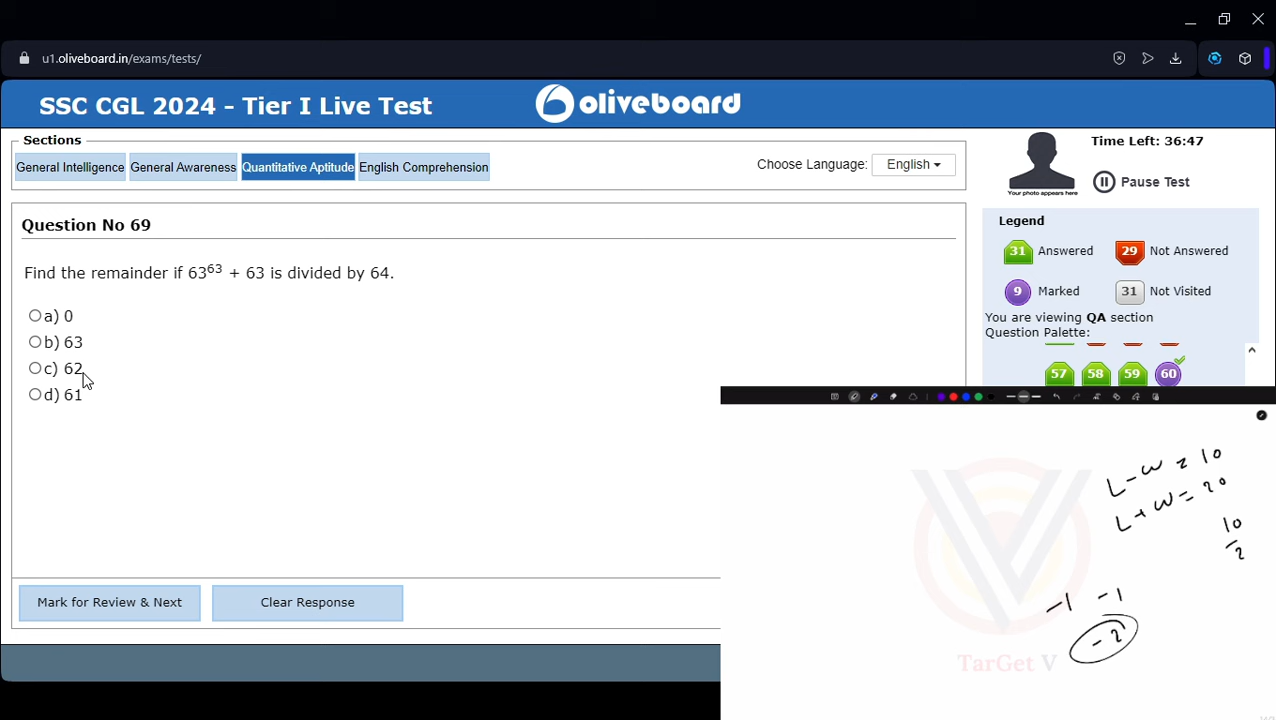 u1.oliveboard.in/exams/tests/
SSC CGL 2024 - Tier I Live Test
oliveboard
Sections
General Intelligence
General Awareness
Quantitative Aptitude
English Comprehension
Choose Language:
English
Your photo appears here
Time Left: 36:47
Pause Test
Question No 69
Find the remainder if 63⁶³ + 63 is divided by 64.
a) 0
b) 63
c) 62
d) 61
Mark for Review & Next
Clear Response
Legend
31 Answered
29 Not Answered
9 Marked
31 Not Visited
You are viewing QA section
Question Palette:
57
58
59
60
L - W = 10
L + W = 20
10
2
-1 -1
-2
TarGet V